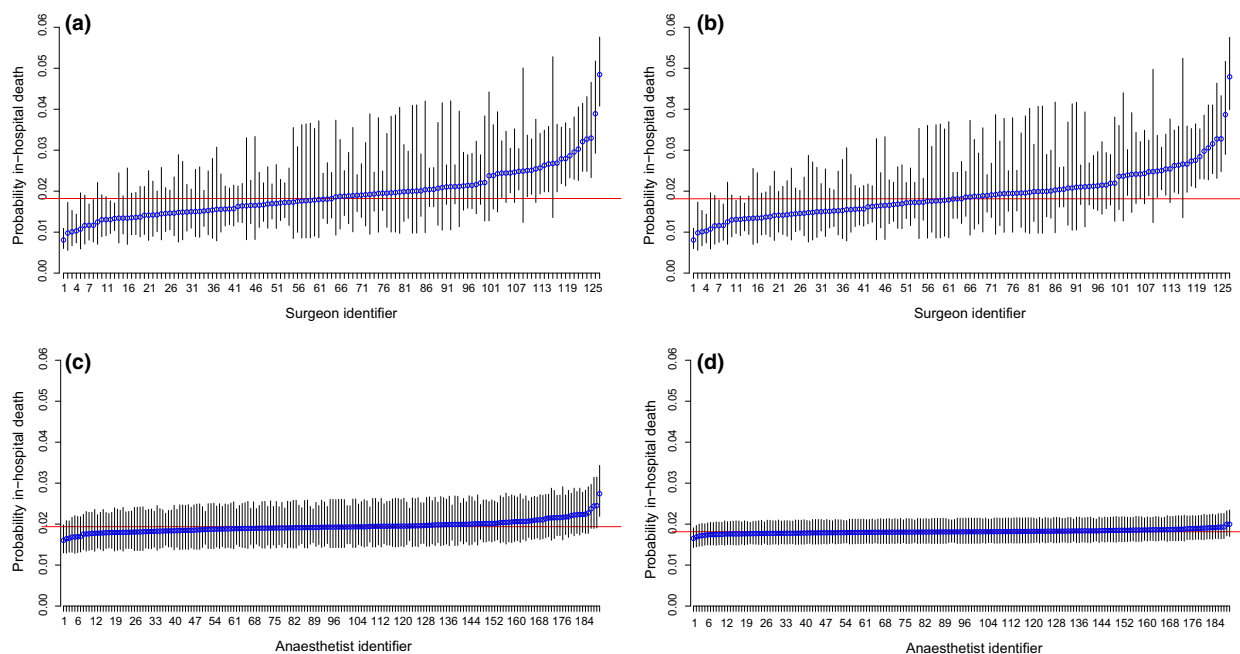 (a)
Probability in-hospital death
0.00 0.01 0.02 0.03 0.04 0.05 0.06
1 4 7 11 16 21 26 31 36 41 46 51 56 61 66 71 76 81 86 91 96 101 107 113 119 125
Surgeon identifier
(b)
Probability in-hospital death
0.00 0.01 0.02 0.03 0.04 0.05 0.06
1 4 7 11 16 21 26 31 36 41 46 51 56 61 66 71 76 81 86 91 96 101 107 113 119 125
Surgeon identifier
(c)
Probability in-hospital death
0.00 0.01 0.02 0.03 0.04 0.05 0.06
1 6 12 19 26 33 40 47 54 61 68 75 82 89 96 104 112 120 128 136 144 152 160 168 176 184
Anaesthetist identifier
(d)
Probability in-hospital death
0.00 0.01 0.02 0.03 0.04 0.05 0.06
1 6 12 19 26 33 40 47 54 61 68 75 82 89 96 104 112 120 128 136 144 152 160 168 176 184
Anaesthetist identifier